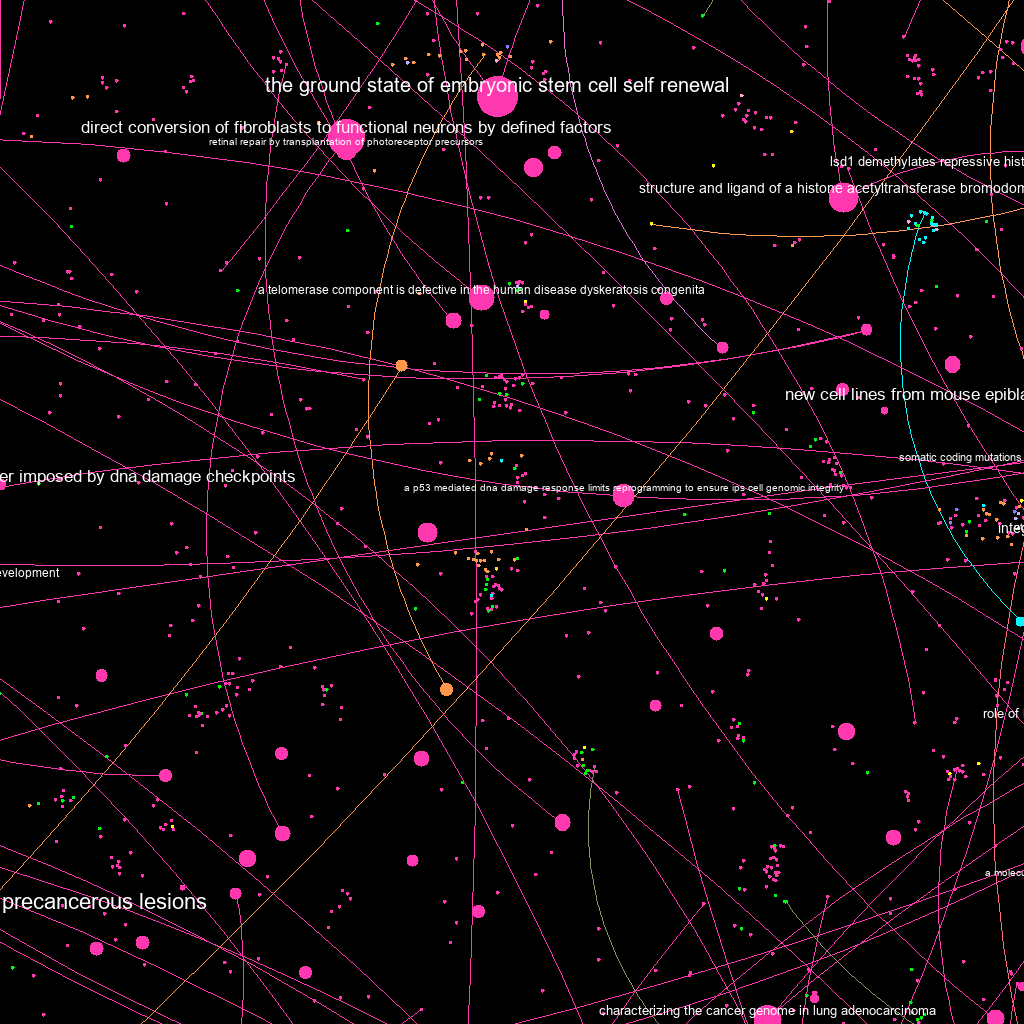 the ground state of embryonic stem cell self renewal
direct conversion of fibroblasts to functional neurons by defined factors
retinal repair by transplantation of photoreceptor precursors
lsd1 demethylates repressive hist
structure and ligand of a histone acetyltransferase bromodom
a telomerase component is defective in the human disease dyskeratosis congenita
new cell lines from mouse epibla
somatic coding mutations
er imposed by dna damage checkpoints
a p53 mediated dna damage response limits reprogramming to ensure ips cell genomic integrity
integ
evelopment
role of
a molecu
precancerous lesions
characterizing the cancer genome in lung adenocarcinoma